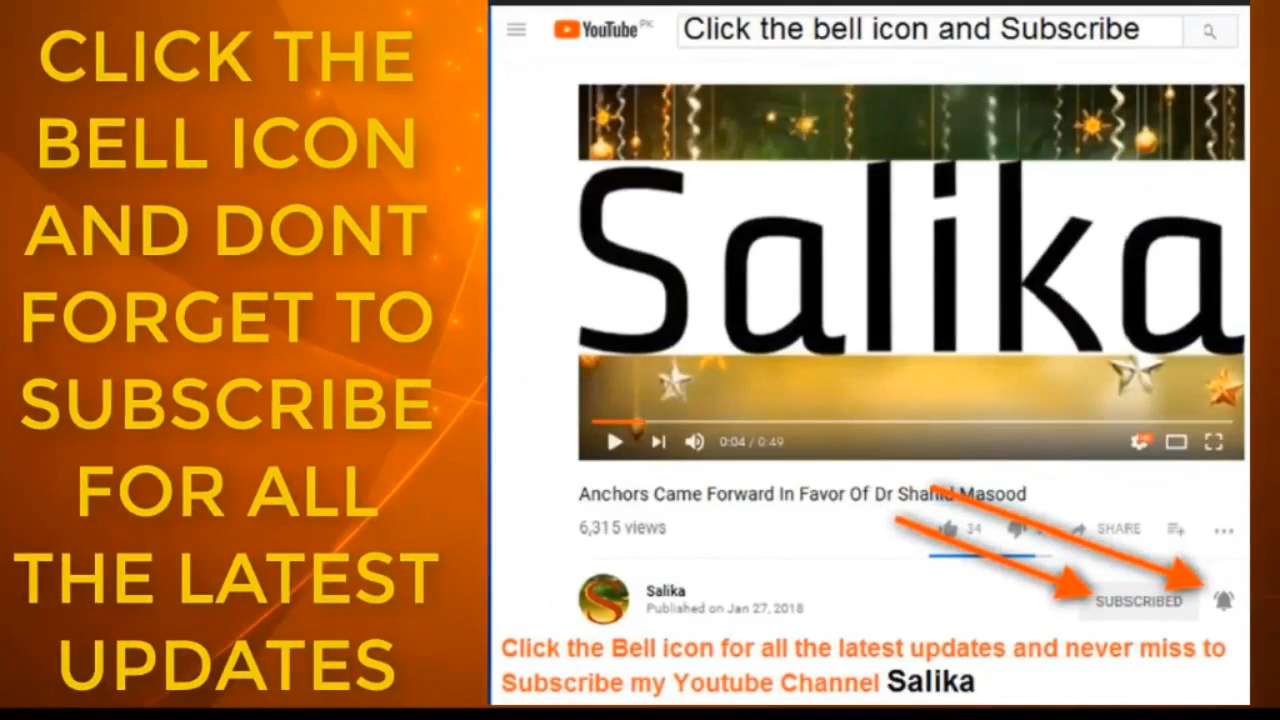 CLICK THE
BELL ICON
AND DONT
FORGET TO
SUBSCRIBE
FOR ALL
THE LATEST
UPDATES
YouTube PK
Click the bell icon and Subscribe
Salika
0:04 / 0:49
Anchors Came Forward In Favor Of Dr Shahid Masood
6,315 views
34
SHARE
Salika
Published on Jan 27, 2018
SUBSCRIBED
Click the Bell icon for all the latest updates and never miss to
Subscribe my Youtube Channel Salika